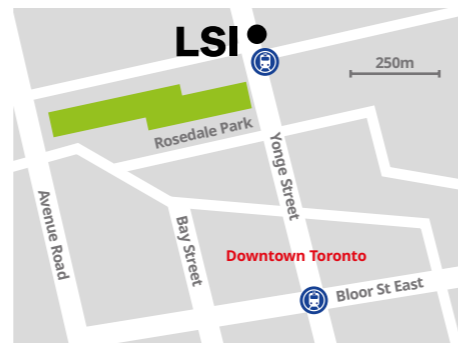 LSI
250m
Rosedale Park
Yonge Street
Avenue Road
Bay Street
Downtown Toronto
Bloor St East